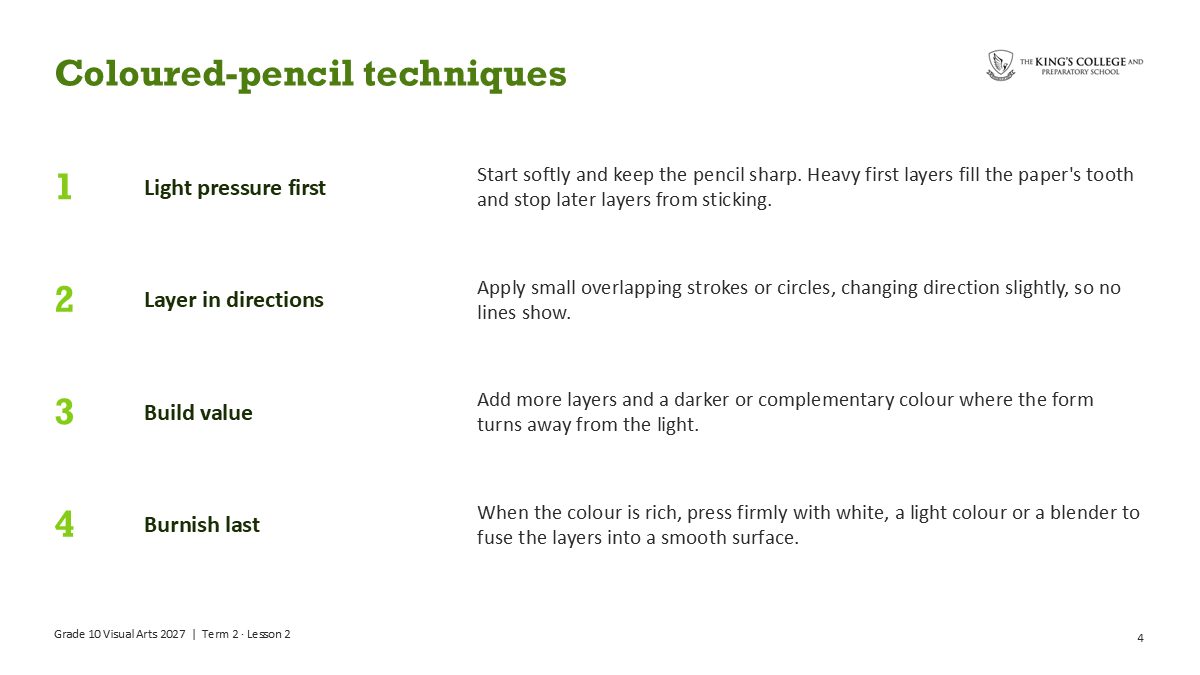 Coloured-pencil techniques
THE KING'S COLLEGE AND
PREPARATORY SCHOOL
1
Light pressure first
Start softly and keep the pencil sharp. Heavy first layers fill the paper's tooth
and stop later layers from sticking.
2
Layer in directions
Apply small overlapping strokes or circles, changing direction slightly, so no
lines show.
3
Build value
Add more layers and a darker or complementary colour where the form
turns away from the light.
4
Burnish last
When the colour is rich, press firmly with white, a light colour or a blender to
fuse the layers into a smooth surface.
Grade 10 Visual Arts 2027 | Term 2 · Lesson 2
4